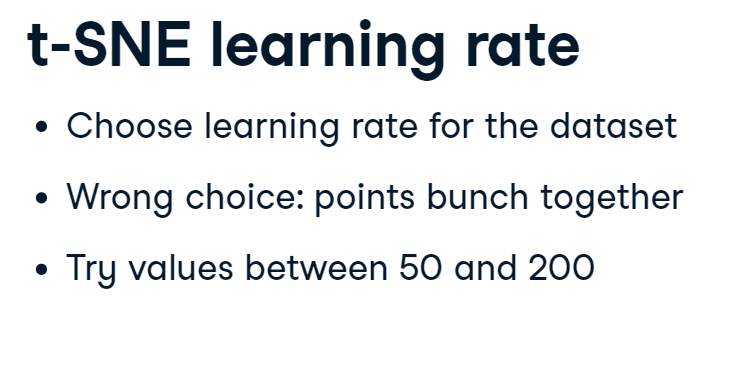 t-SNE learning rate
• Choose learning rate for the dataset
• Wrong choice: points bunch together
• Try values between 50 and 200